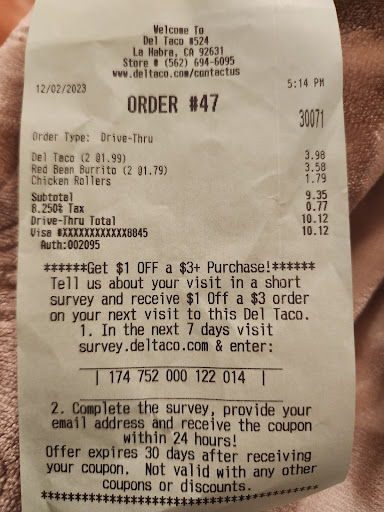 Welcome To
Del Taco #524
La Habra, CA 92631
Store # (562) 694-6095
www.deltaco.com/contactus
12/02/2023 5:14 PM
ORDER #47
30071
Order Type: Drive-Thru
Del Taco (2 @1.99) 3.98
Red Bean Burrito (2 @1.79) 3.58
Chicken Rollers 1.79
Subtotal 9.35
8.250% Tax 0.77
Drive-Thru Total 10.12
Visa #XXXXXXXXXXXX8845 10.12
Auth:002095
******Get $1 OFF a $3+ Purchase!******
Tell us about your visit in a short
survey and receive $1 Off a $3 order
on your next visit to this Del Taco.
1. In the next 7 days visit
survey.deltaco.com & enter:
| 174 752 000 122 014 |
2. Complete the survey, provide your
email address and receive the coupon
within 24 hours!
Offer expires 30 days after receiving
your coupon. Not valid with any other
coupons or discounts.
**************************************